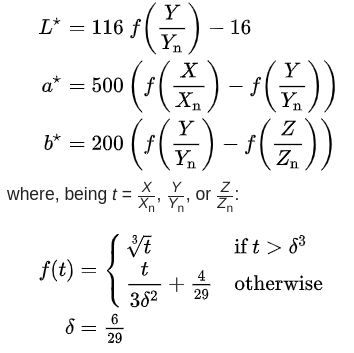 L* = 116 f(Y/Yn) − 16
a* = 500 (f(X/Xn) − f(Y/Yn))
b* = 200 (f(Y/Yn) − f(Z/Zn))
where, being t = X/Xn, Y/Yn, or Z/Zn:
f(t) = { ∛t if t > δ³
t/3δ² + 4/29 otherwise
δ = 6/29